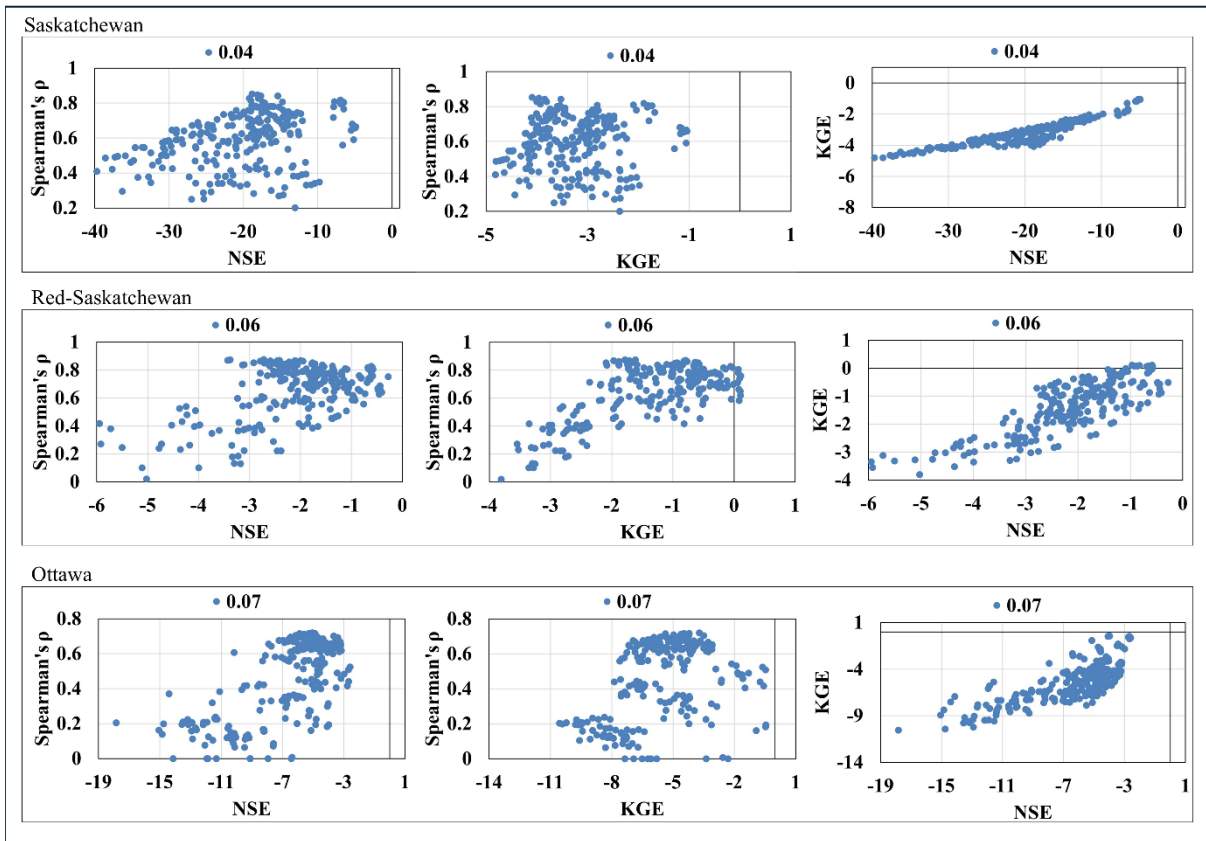 Saskatchewan
0.04
Spearman's ρ
1
0.8
0.6
0.4
0.2
-40 -30 -20 -10 0
NSE
0.04
Spearman's ρ
1
0.8
0.6
0.4
0.2
-5 -3 -1 1
KGE
0.04
KGE
0
-2
-4
-6
-8
-40 -30 -20 -10 0
NSE
Red-Saskatchewan
0.06
Spearman's ρ
1
0.8
0.6
0.4
0.2
0
-6 -5 -4 -3 -2 -1 0
NSE
0.06
Spearman's ρ
1
0.8
0.6
0.4
0.2
0
-4 -3 -2 -1 0 1
KGE
0.06
KGE
1
0
-1
-2
-3
-4
-6 -5 -4 -3 -2 -1 0
NSE
Ottawa
0.07
Spearman's ρ
0.8
0.6
0.4
0.2
0
-19 -15 -11 -7 -3 1
NSE
0.07
Spearman's ρ
0.8
0.6
0.4
0.2
0
-14 -11 -8 -5 -2 1
KGE
0.07
KGE
1
-4
-9
-14
-19 -15 -11 -7 -3 1
NSE